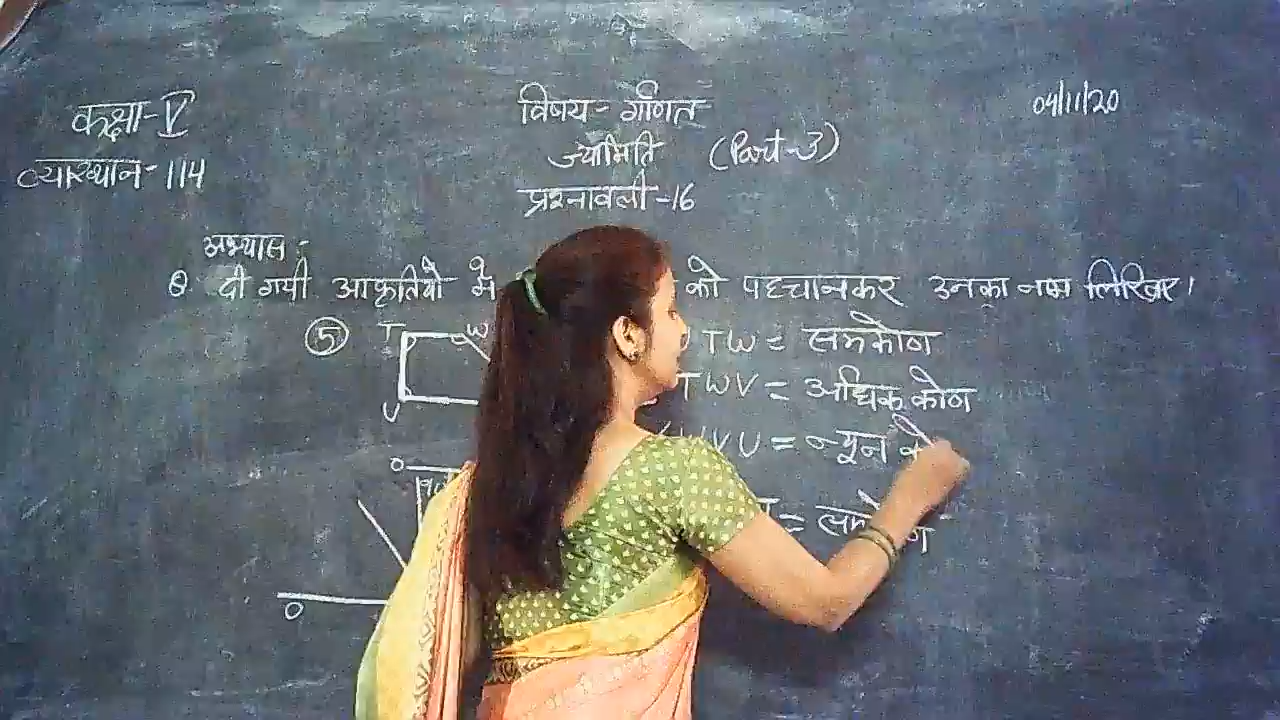 कक्षा-V
विषय- गणित
04/11/20
व्याख्यान-114
ज्यामिति (Part-3)
प्रश्नावली-16
अभ्यास :-
दी गयी आकृतियो में को पहचानकर उनका नाम लिखिए।
⑤ T W
U
TW = समकोण
TWV = अधिक कोण
WVU = न्यून
= समकोण
O